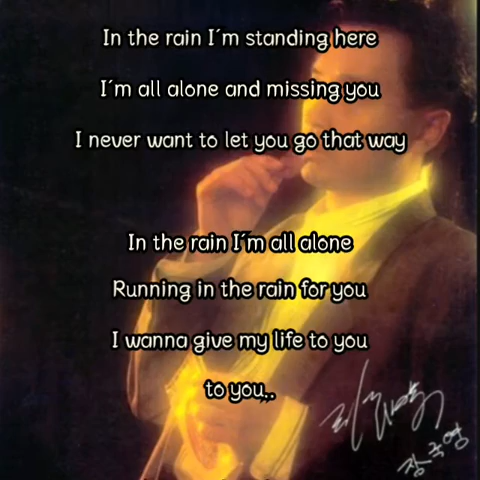 In the rain I´m standing here
I´m all alone and missing you
I never want to let you go that way
In the rain I´m all alone
Running in the rain for you
I wanna give my life to you
to you,.
장국영